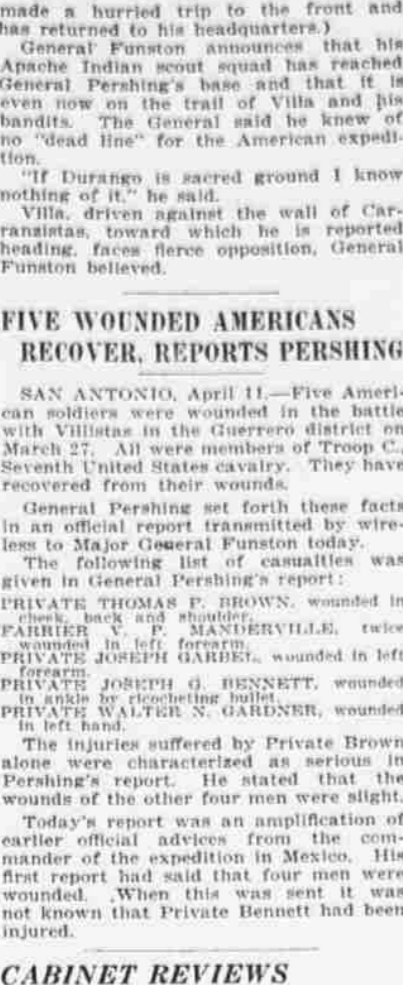 made a hurried trip to the front and
has returned to his headquarters.)
General Funston announces that his
Apache Indian scout squad has reached
General Pershing's base and that it is
even now on the trail of Villa and his
bandits. The General said he knew of
no "dead line" for the American expedi-
tion.
"If Durango is sacred ground I know
nothing of it," he said.
Villa, driven against the wall of Car-
ranzistas, toward which he is reported
heading, faces fierce opposition, General
Funston believed.
FIVE WOUNDED AMERICANS
RECOVER, REPORTS PERSHING
SAN ANTONIO, April 11.—Five Ameri-
can soldiers were wounded in the battle
with Villistas in the Guerrero district on
March 27. All were members of Troop C.,
Seventh United States cavalry. They have
recovered from their wounds.
General Pershing set forth these facts
in an official report transmitted by wire-
less to Major General Funston today.
The following list of casualties was
given in General Pershing's report:
PRIVATE THOMAS P. BROWN, wounded in
cheek, back and shoulder.
FARRIER V. P. MANDERVILLE, twice
wounded in left forearm.
PRIVATE JOSEPH GARBEL, wounded in left
forearm.
PRIVATE JOSEPH G. BENNETT, wounded
in ankle by ricocheting bullet.
PRIVATE WALTER N. GARDNER, wounded
in left hand.
The injuries suffered by Private Brown
alone were characterized as serious in
Pershing's report. He stated that the
wounds of the other four men were slight.
Today's report was an amplification of
earlier official advices from the com-
mander of the expedition in Mexico. His
first report had said that four men were
wounded. When this was sent it was
not known that Private Bennett had been
injured.
CABINET REVIEWS